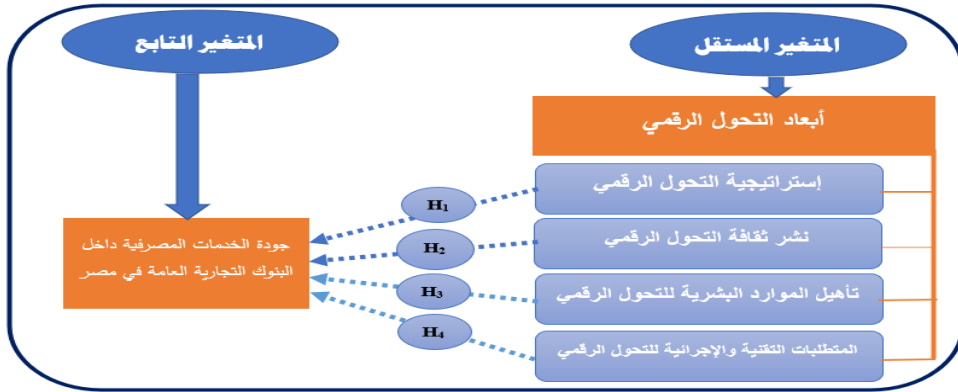 المتغير المستقل
المتغير التابع
أبعاد التحول الرقمي
إستراتيجية التحول الرقمي
H1
نشر ثقافة التحول الرقمي
H2
تأهيل الموارد البشرية للتحول الرقمي
H3
المتطلبات التقنية والإجرائية للتحول الرقمي
H4
جودة الخدمات المصرفية داخل
البنوك التجارية العامة في مصر